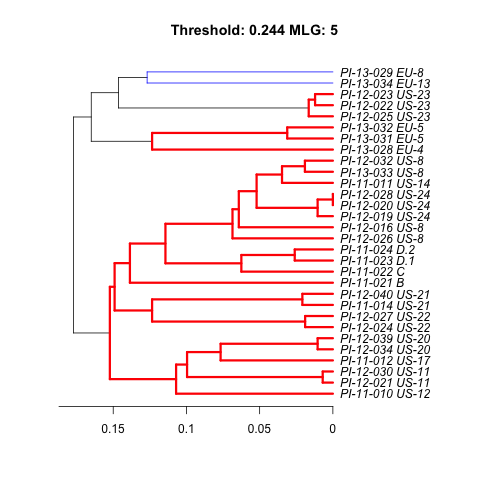 Threshold: 0.244 MLG: 5
PI-13-029 EU-8
PI-13-034 EU-13
PI-12-023 US-23
PI-12-022 US-23
PI-12-025 US-23
PI-13-032 EU-5
PI-13-031 EU-5
PI-13-028 EU-4
PI-12-032 US-8
PI-13-033 US-8
PI-11-011 US-14
PI-12-028 US-24
PI-12-020 US-24
PI-12-019 US-24
PI-12-016 US-8
PI-12-026 US-8
PI-11-024 D.2
PI-11-023 D.1
PI-11-022 C
PI-11-021 B
PI-12-040 US-21
PI-11-014 US-21
PI-12-027 US-22
PI-12-024 US-22
PI-12-039 US-20
PI-12-034 US-20
PI-11-012 US-17
PI-12-030 US-11
PI-12-021 US-11
PI-11-010 US-12
0.15 0.1 0.05 0